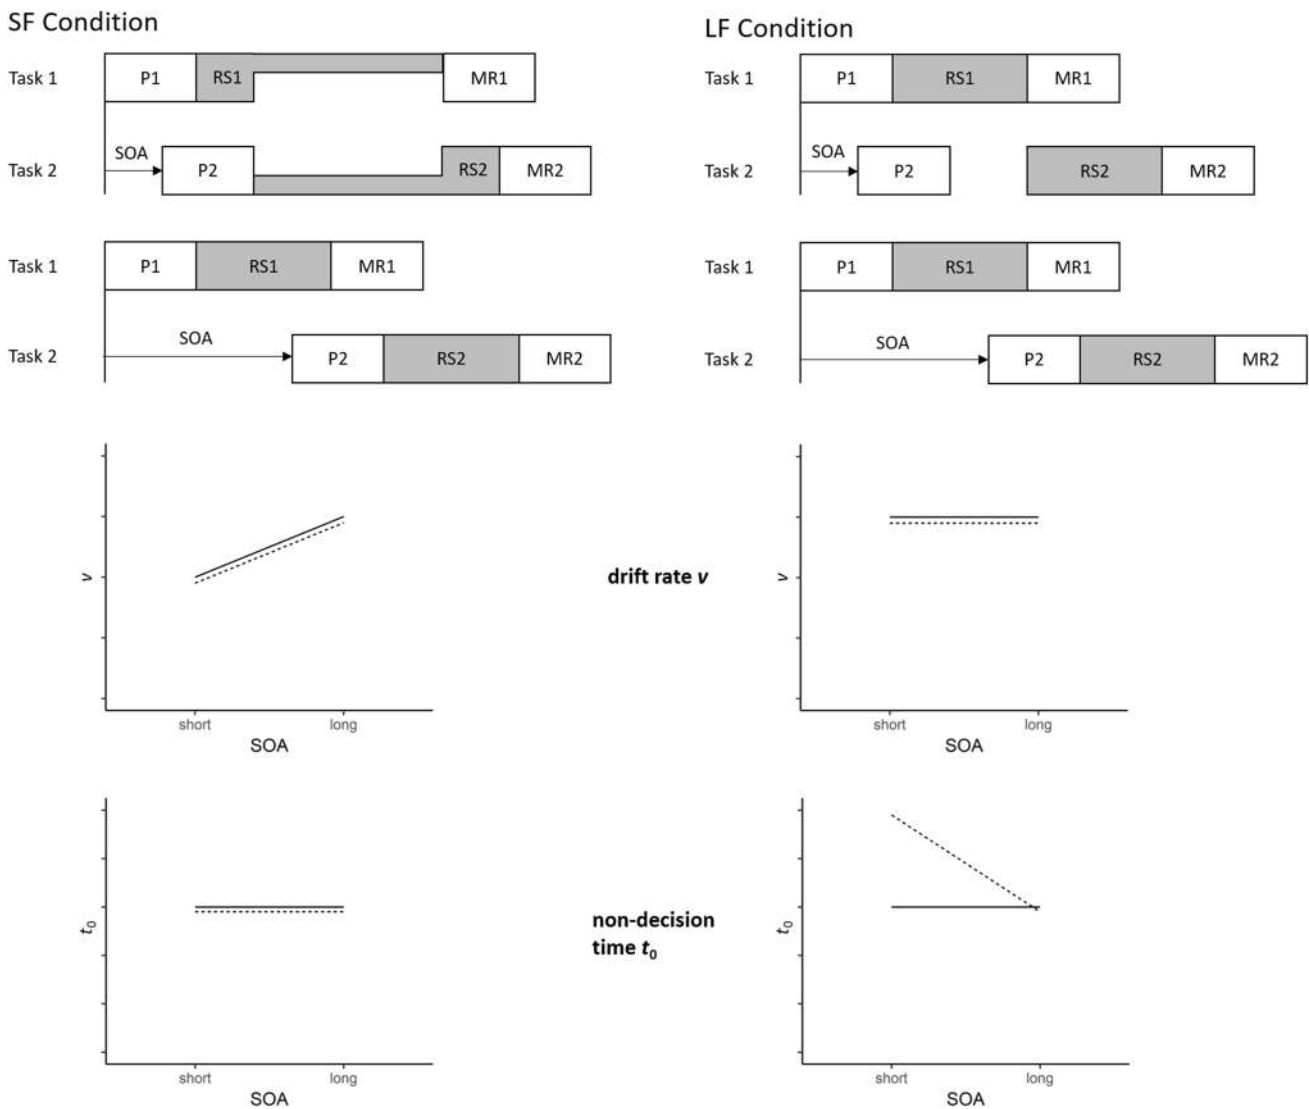 SF Condition
LF Condition
Task 1 P1 RS1 MR1
SOA
Task 2 P2 RS2 MR2
Task 1 P1 RS1 MR1
SOA
Task 2 P2 RS2 MR2
Task 1 P1 RS1 MR1
SOA
Task 2 P2 RS2 MR2
Task 1 P1 RS1 MR1
SOA
Task 2 P2 RS2 MR2
v
short long
SOA
drift rate v
v
short long
SOA
t0
short long
SOA
non-decision
time t0
t0
short long
SOA